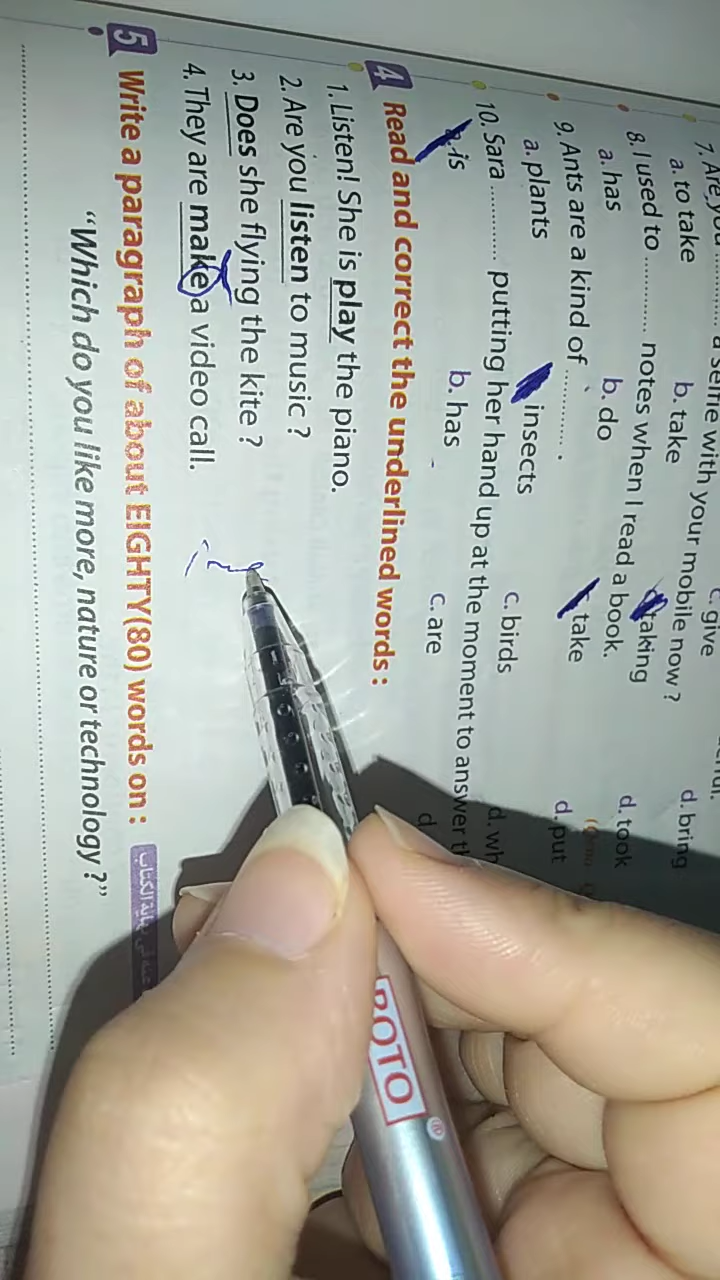 7. Are you .......... a selfie with your mobile now ?
a. to take b. take c. give d. bring
8. I used to .......... notes when I read a book.
a. has b. do taking d. took
9. Ants are a kind of .......... .
take d. put
a. plants insects c. birds
10. Sara .......... putting her hand up at the moment to answer
is b. has c. are d.
4 Read and correct the underlined words :
1. Listen! She is play the piano.
2. Are you listen to music ?
3. Does she flying the kite ?
4. They are make a video call.
5 Write a paragraph of about EIGHTY(80) words on :
"Which do you like more, nature or technology ?"
ROTO